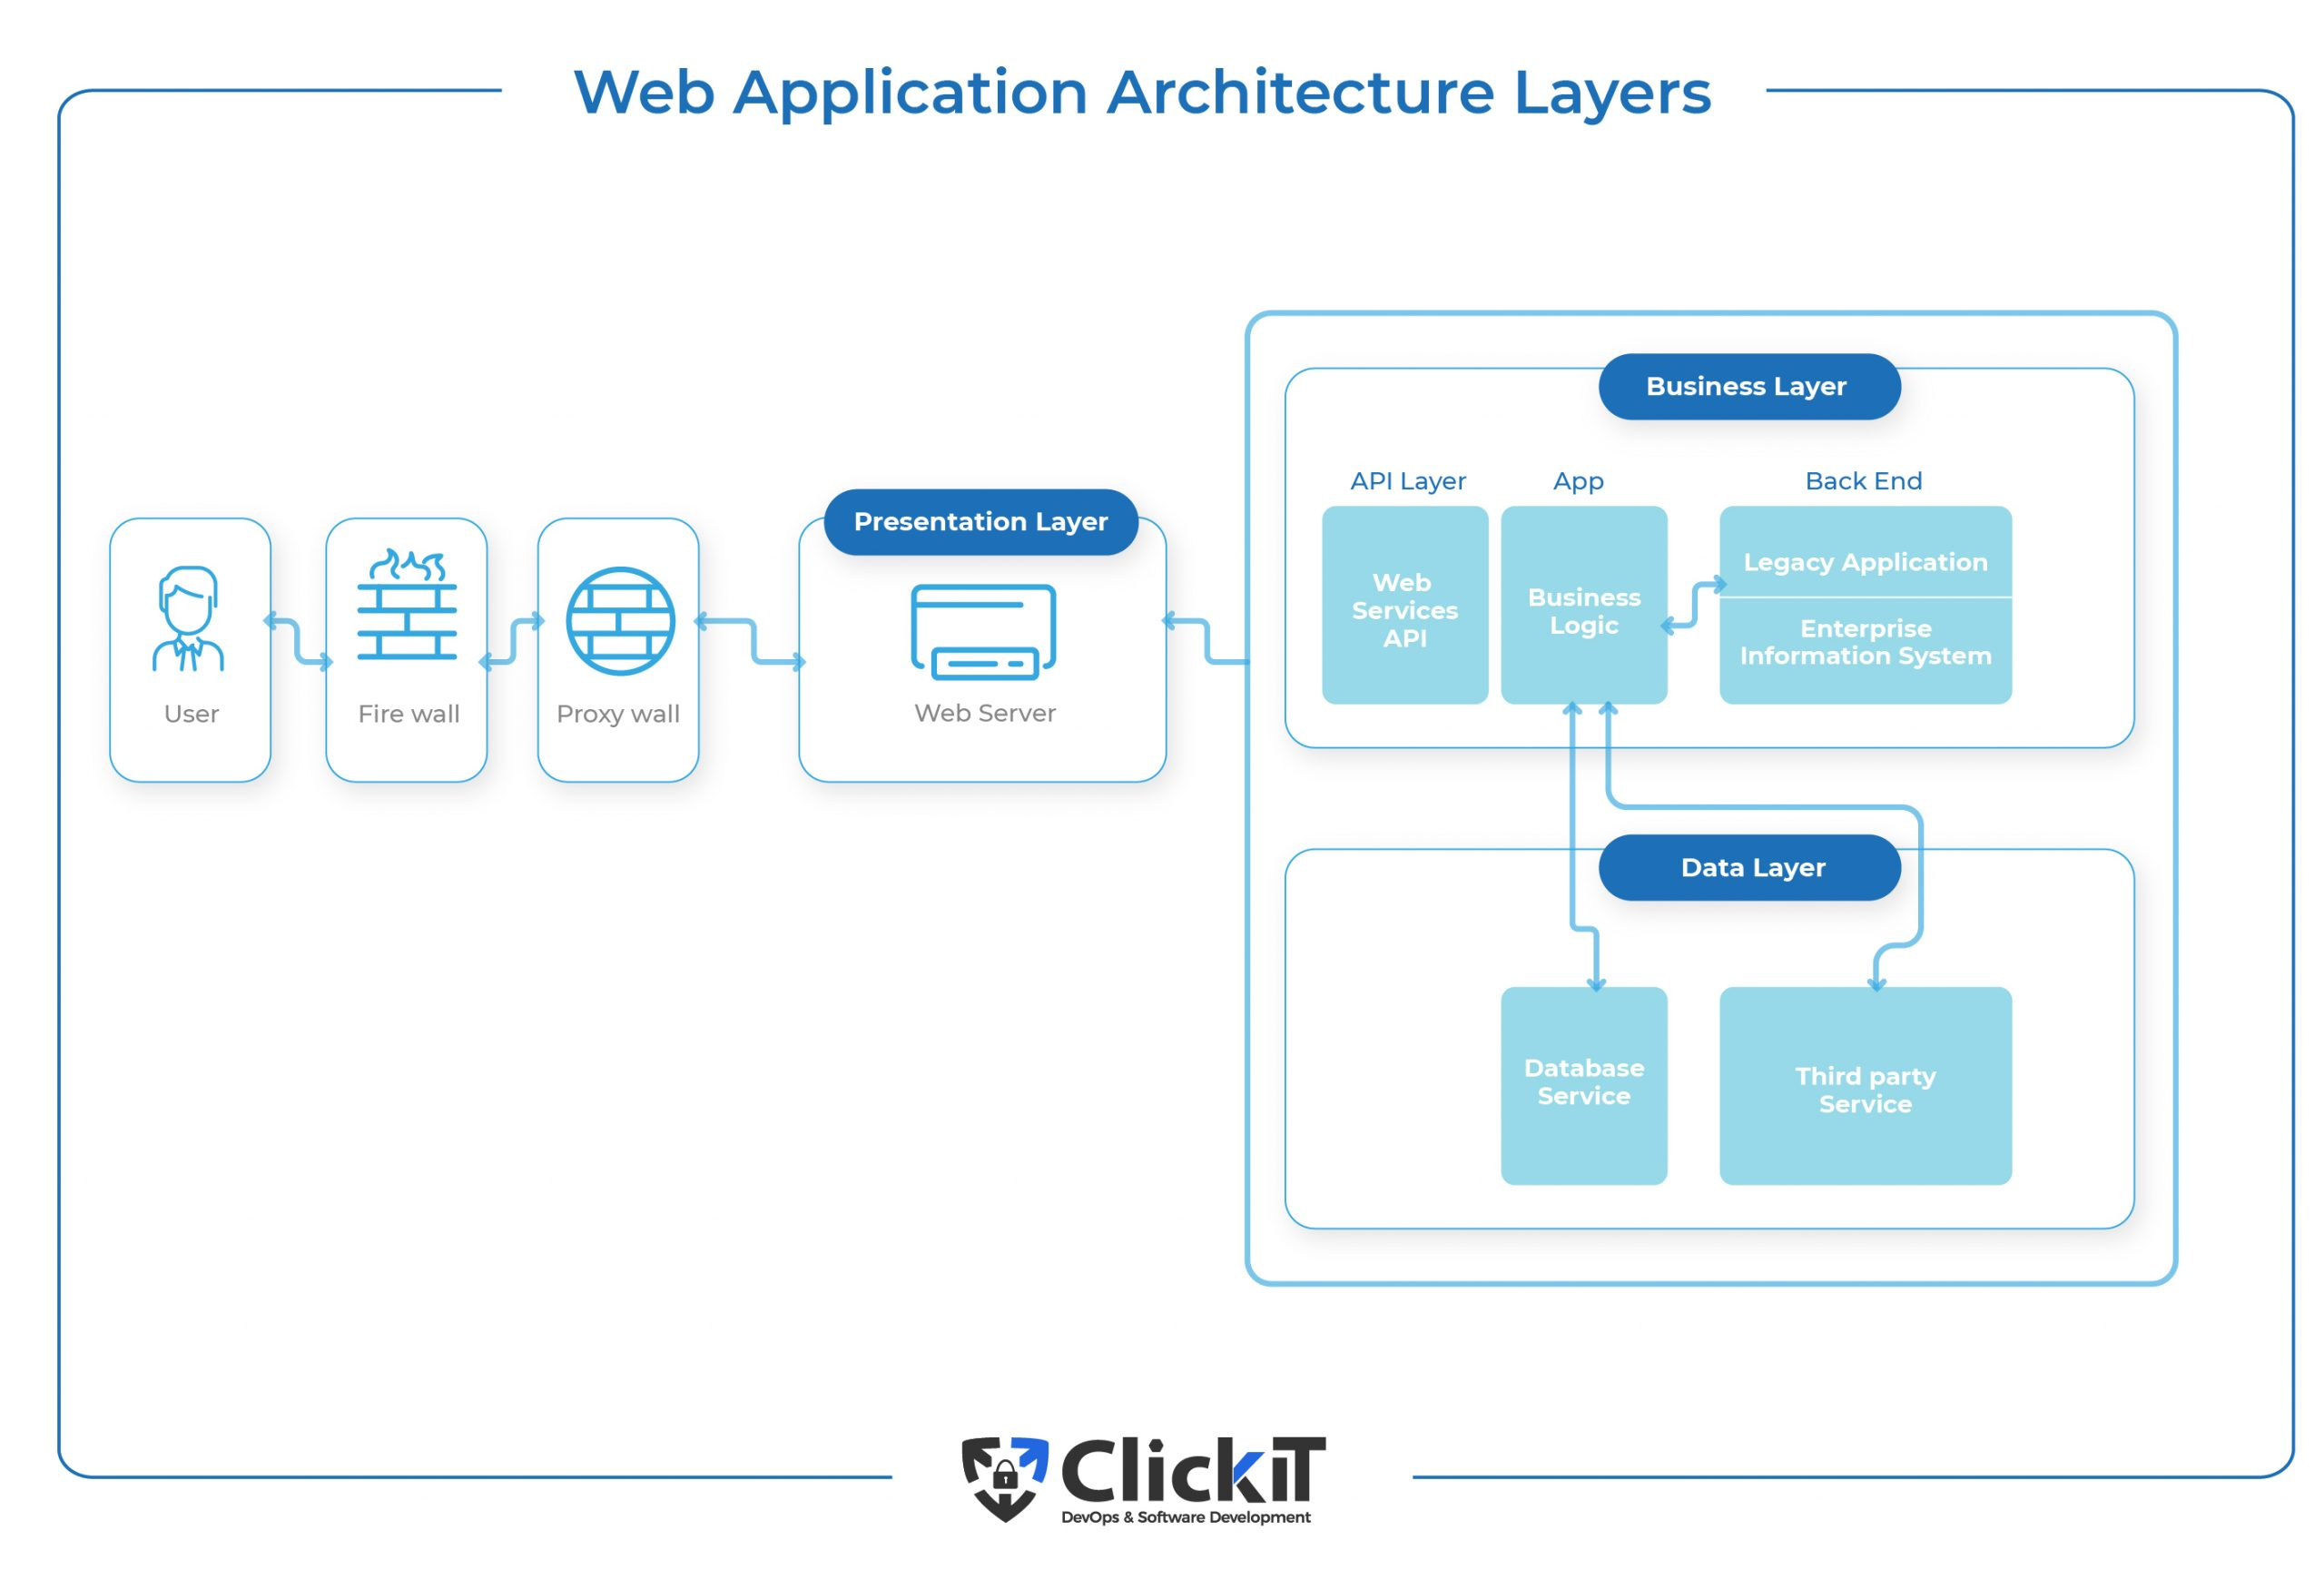 Web Application Architecture Layers
User
Fire wall
Proxy wall
Presentation Layer
Web Server
Business Layer
API Layer
Web
Services
API
App
Business
Logic
Back End
Legacy Application
Enterprise
Information System
Data Layer
Database
Service
Third party
Service
ClickiT
DevOps & Software Development